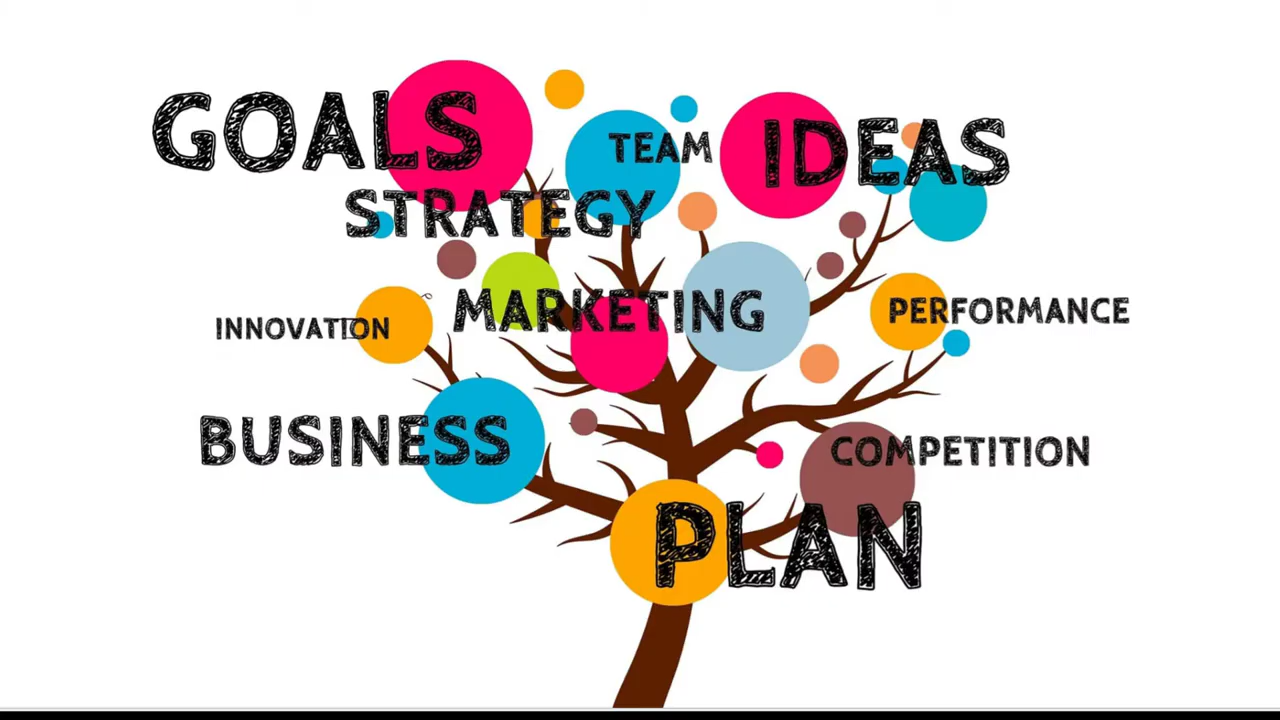 GOALS
TEAM
IDEAS
STRATEGY
MARKETING
PERFORMANCE
INNOVATION
BUSINESS
COMPETITION
PLAN